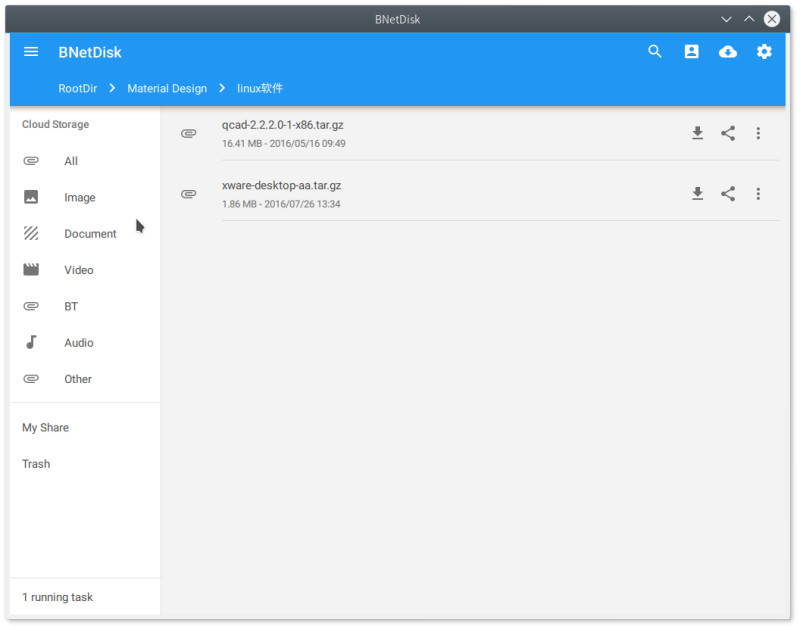 BNetDisk
BNetDisk
RootDir
Material Design
linux软件
Cloud Storage
All
Image
Document
Video
BT
Audio
Other
My Share
Trash
1 running task
qcad-2.2.2.0-1-x86.tar.gz
16.41 MB - 2016/05/16 09:49
xware-desktop-aa.tar.gz
1.86 MB - 2016/07/26 13:34